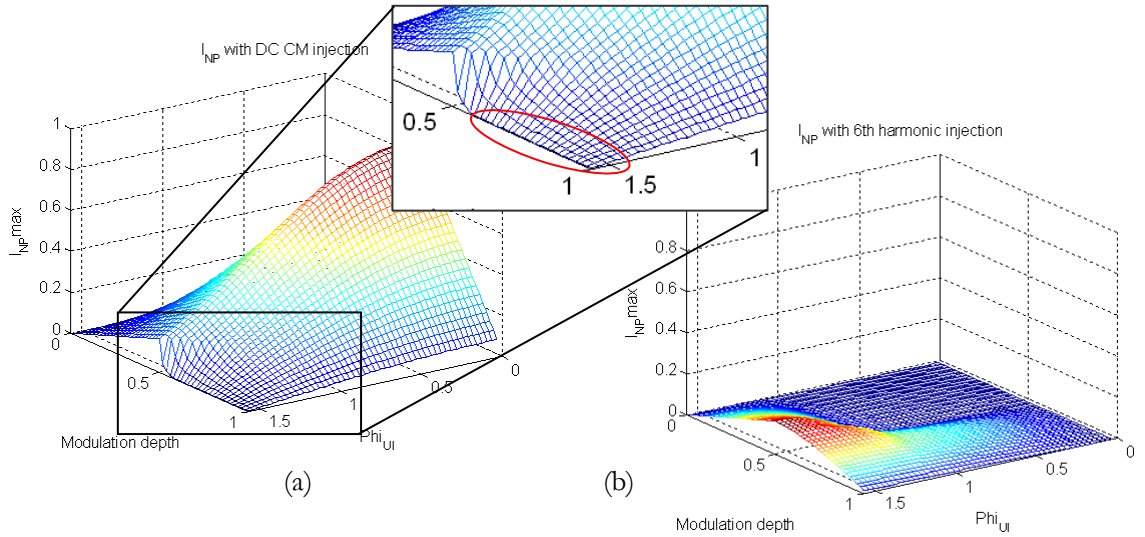 I_NP with DC CM injection
1
0.8
0.6
0.4
0.2
0
I_NP max
0
0.5
1
Modulation depth
1.5
1
0.5
0
Phi_UI
0.5
1
1.5
1
(a)
I_NP with 6th harmonic injection
0.8
0.6
0.4
0.2
0
I_NP max
0
0.5
1
Modulation depth
1.5
1
0.5
0
Phi_UI
(b)